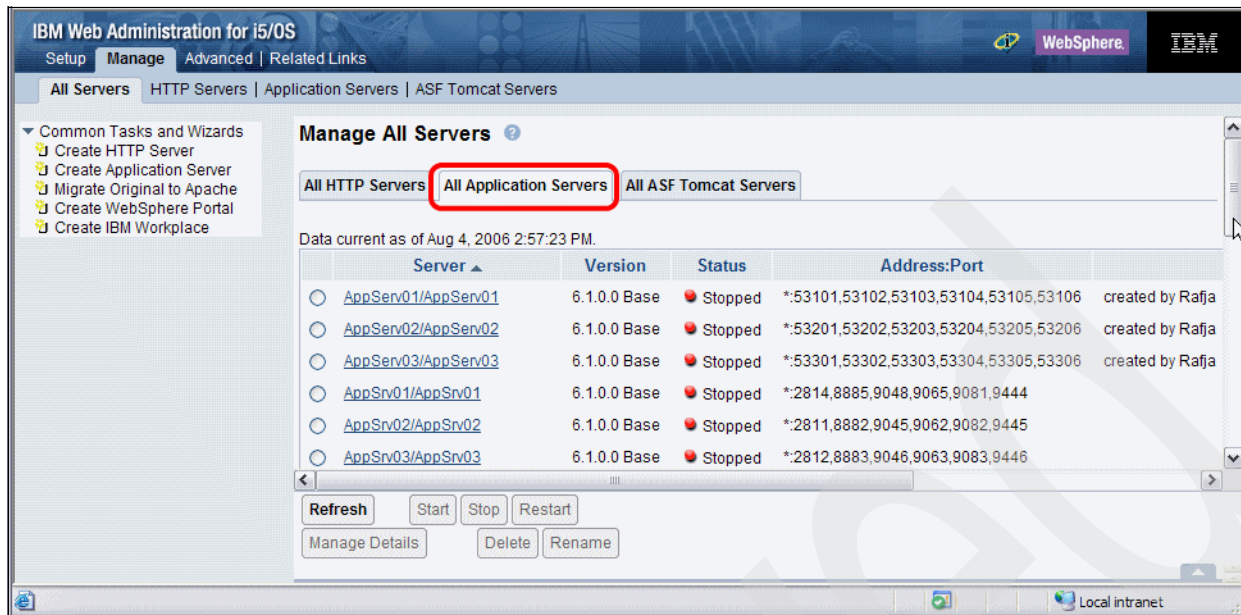 IBM Web Administration for i5/OS
Setup Manage Advanced | Related Links
WebSphere. IBM
All Servers HTTP Servers | Application Servers | ASF Tomcat Servers
Common Tasks and Wizards
Create HTTP Server
Create Application Server
Migrate Original to Apache
Create WebSphere Portal
Create IBM Workplace
Manage All Servers ?
All HTTP Servers All Application Servers All ASF Tomcat Servers
Data current as of Aug 4, 2006 2:57:23 PM.
Server Version Status Address:Port
AppServ01/AppServ01 6.1.0.0 Base Stopped *:53101,53102,53103,53104,53105,53106 created by Rafja
AppServ02/AppServ02 6.1.0.0 Base Stopped *:53201,53202,53203,53204,53205,53206 created by Rafja
AppServ03/AppServ03 6.1.0.0 Base Stopped *:53301,53302,53303,53304,53305,53306 created by Rafja
AppSrv01/AppSrv01 6.1.0.0 Base Stopped *:2814,8885,9048,9065,9081,9444
AppSrv02/AppSrv02 6.1.0.0 Base Stopped *:2811,8882,9045,9062,9082,9445
AppSrv03/AppSrv03 6.1.0.0 Base Stopped *:2812,8883,9046,9063,9083,9446
Refresh Start Stop Restart
Manage Details Delete Rename
Local intranet